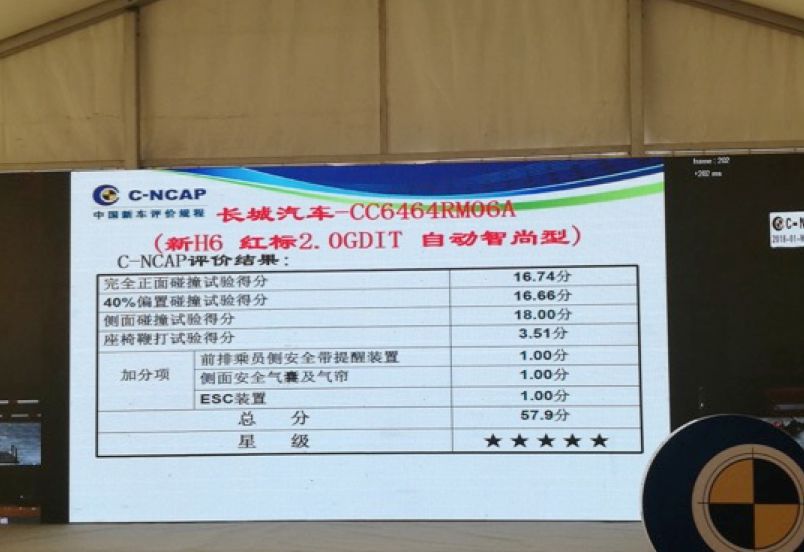 C-NCAP
中国新车评价规程
长城汽车-CC6464RM06A
(新H6 红标2.0GDIT 自动智尚型)
C-NCAP评价结果:
完全正面碰撞试验得分 16.74分
40%偏置碰撞试验得分 16.66分
侧面碰撞试验得分 18.00分
座椅鞭打试验得分 3.51分
加分项
前排乘员侧安全带提醒装置 1.00分
侧面安全气囊及气帘 1.00分
ESC装置 1.00分
总 分 57.9分
星 级 ★★★★★
+202 ms
C-N